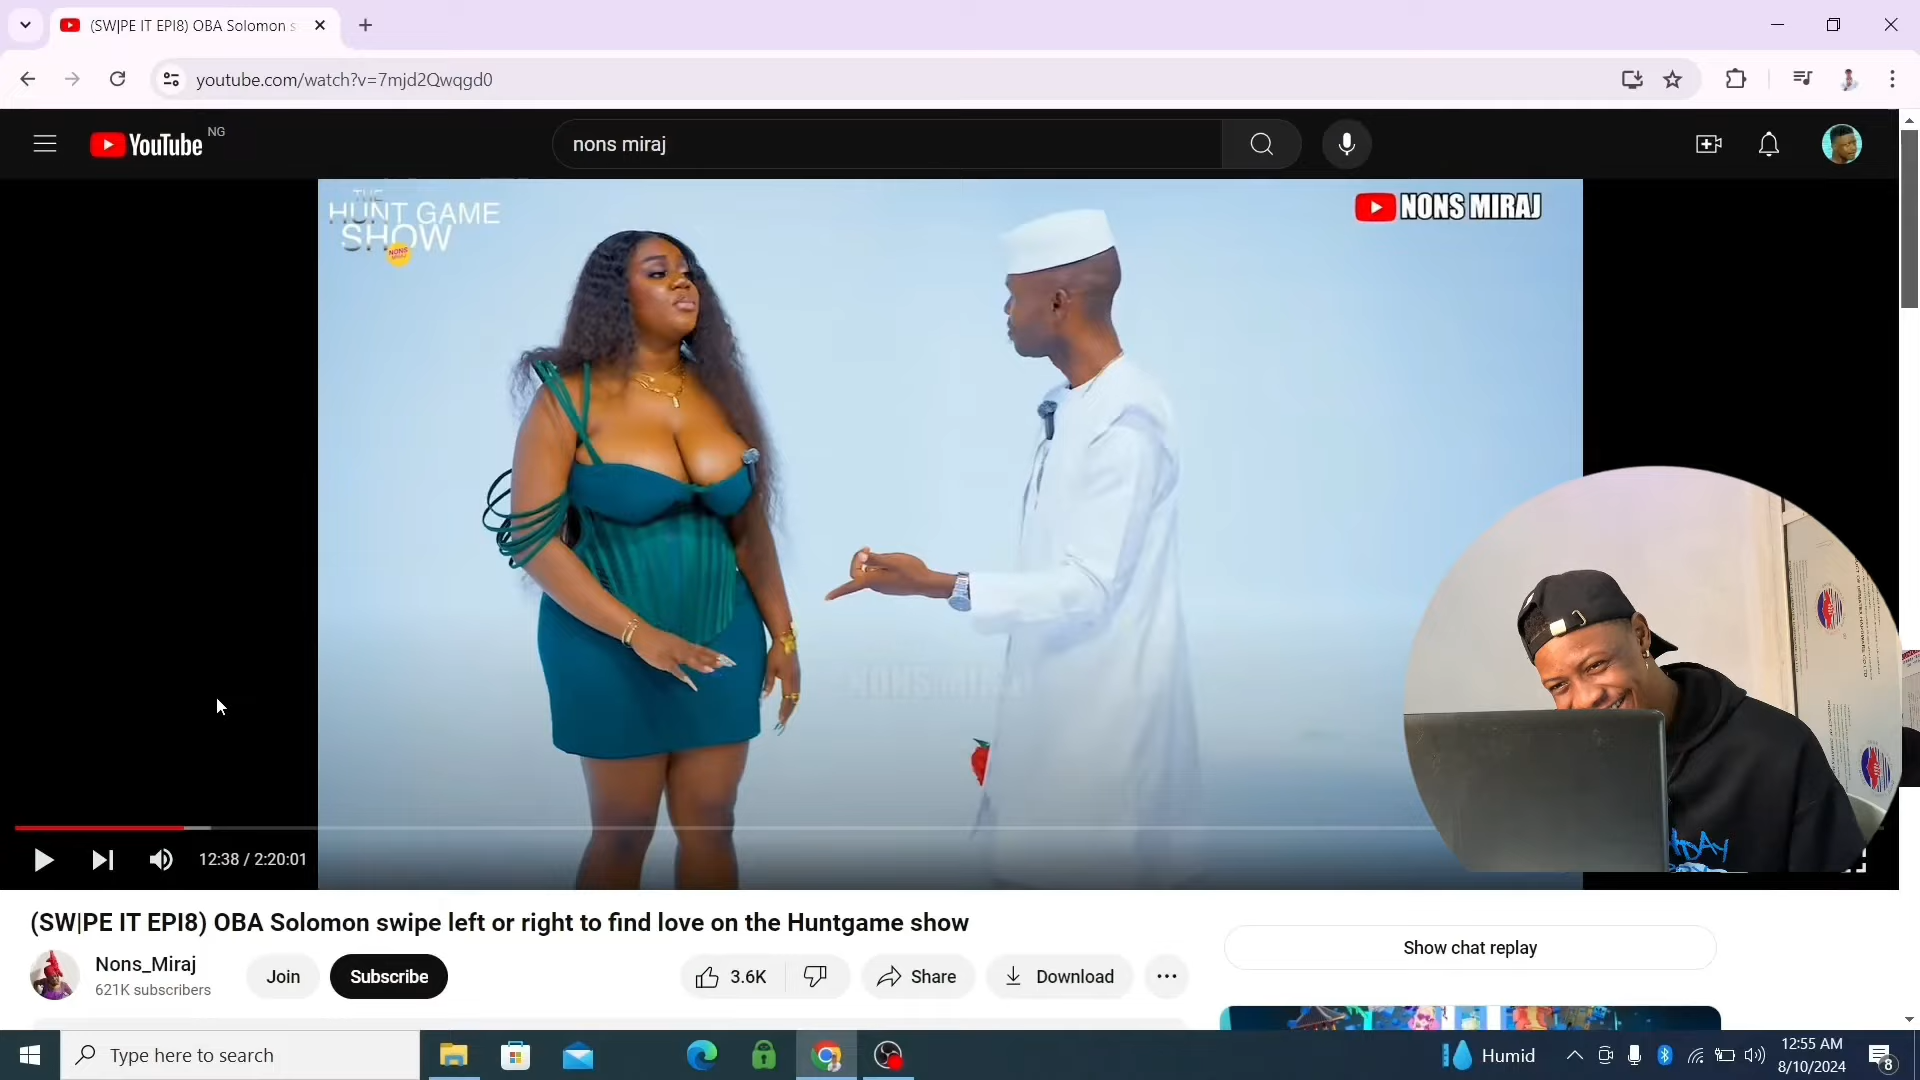 (SW|PE IT EPI8) OBA Solomon s
youtube.com/watch?v=7mjd2Qwqgd0
YouTube NG
nons miraj
THE
HUNT GAME
SHOW
NONS MIRAJ
NONS MIRAJ
12:38 / 2:20:01
(SW|PE IT EPI8) OBA Solomon swipe left or right to find love on the Huntgame show
Nons_Miraj
621K subscribers
Join
Subscribe
3.6K
Share
Download
Show chat replay
Type here to search
Humid
12:55 AM
8/10/2024
8